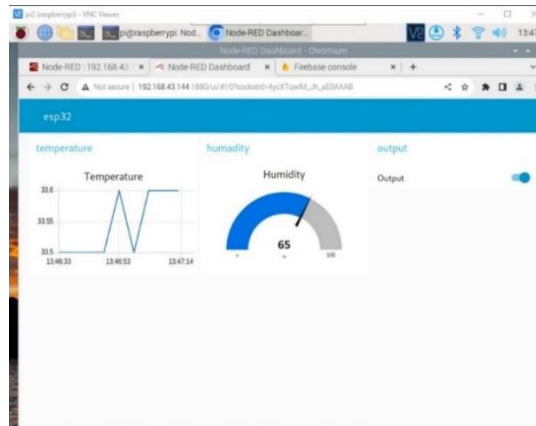 pi2 (raspberrypi) - VNC Viewer
pi@raspberrypi: Nod..
Node-RED Dashboar...
13:47
Node-RED Dashboard - Chromium
Node-RED : 192.168.43
Node-RED Dashboard
Firebase console
Not secure | 192.168.43.144:1880/ui/#!/0?socketid=
esp32
temperature
humadity
output
Temperature
Humidity
Output
33.6
33.55
33.5
13:46:33
13:46:53
13:47:14
65
%
0
100